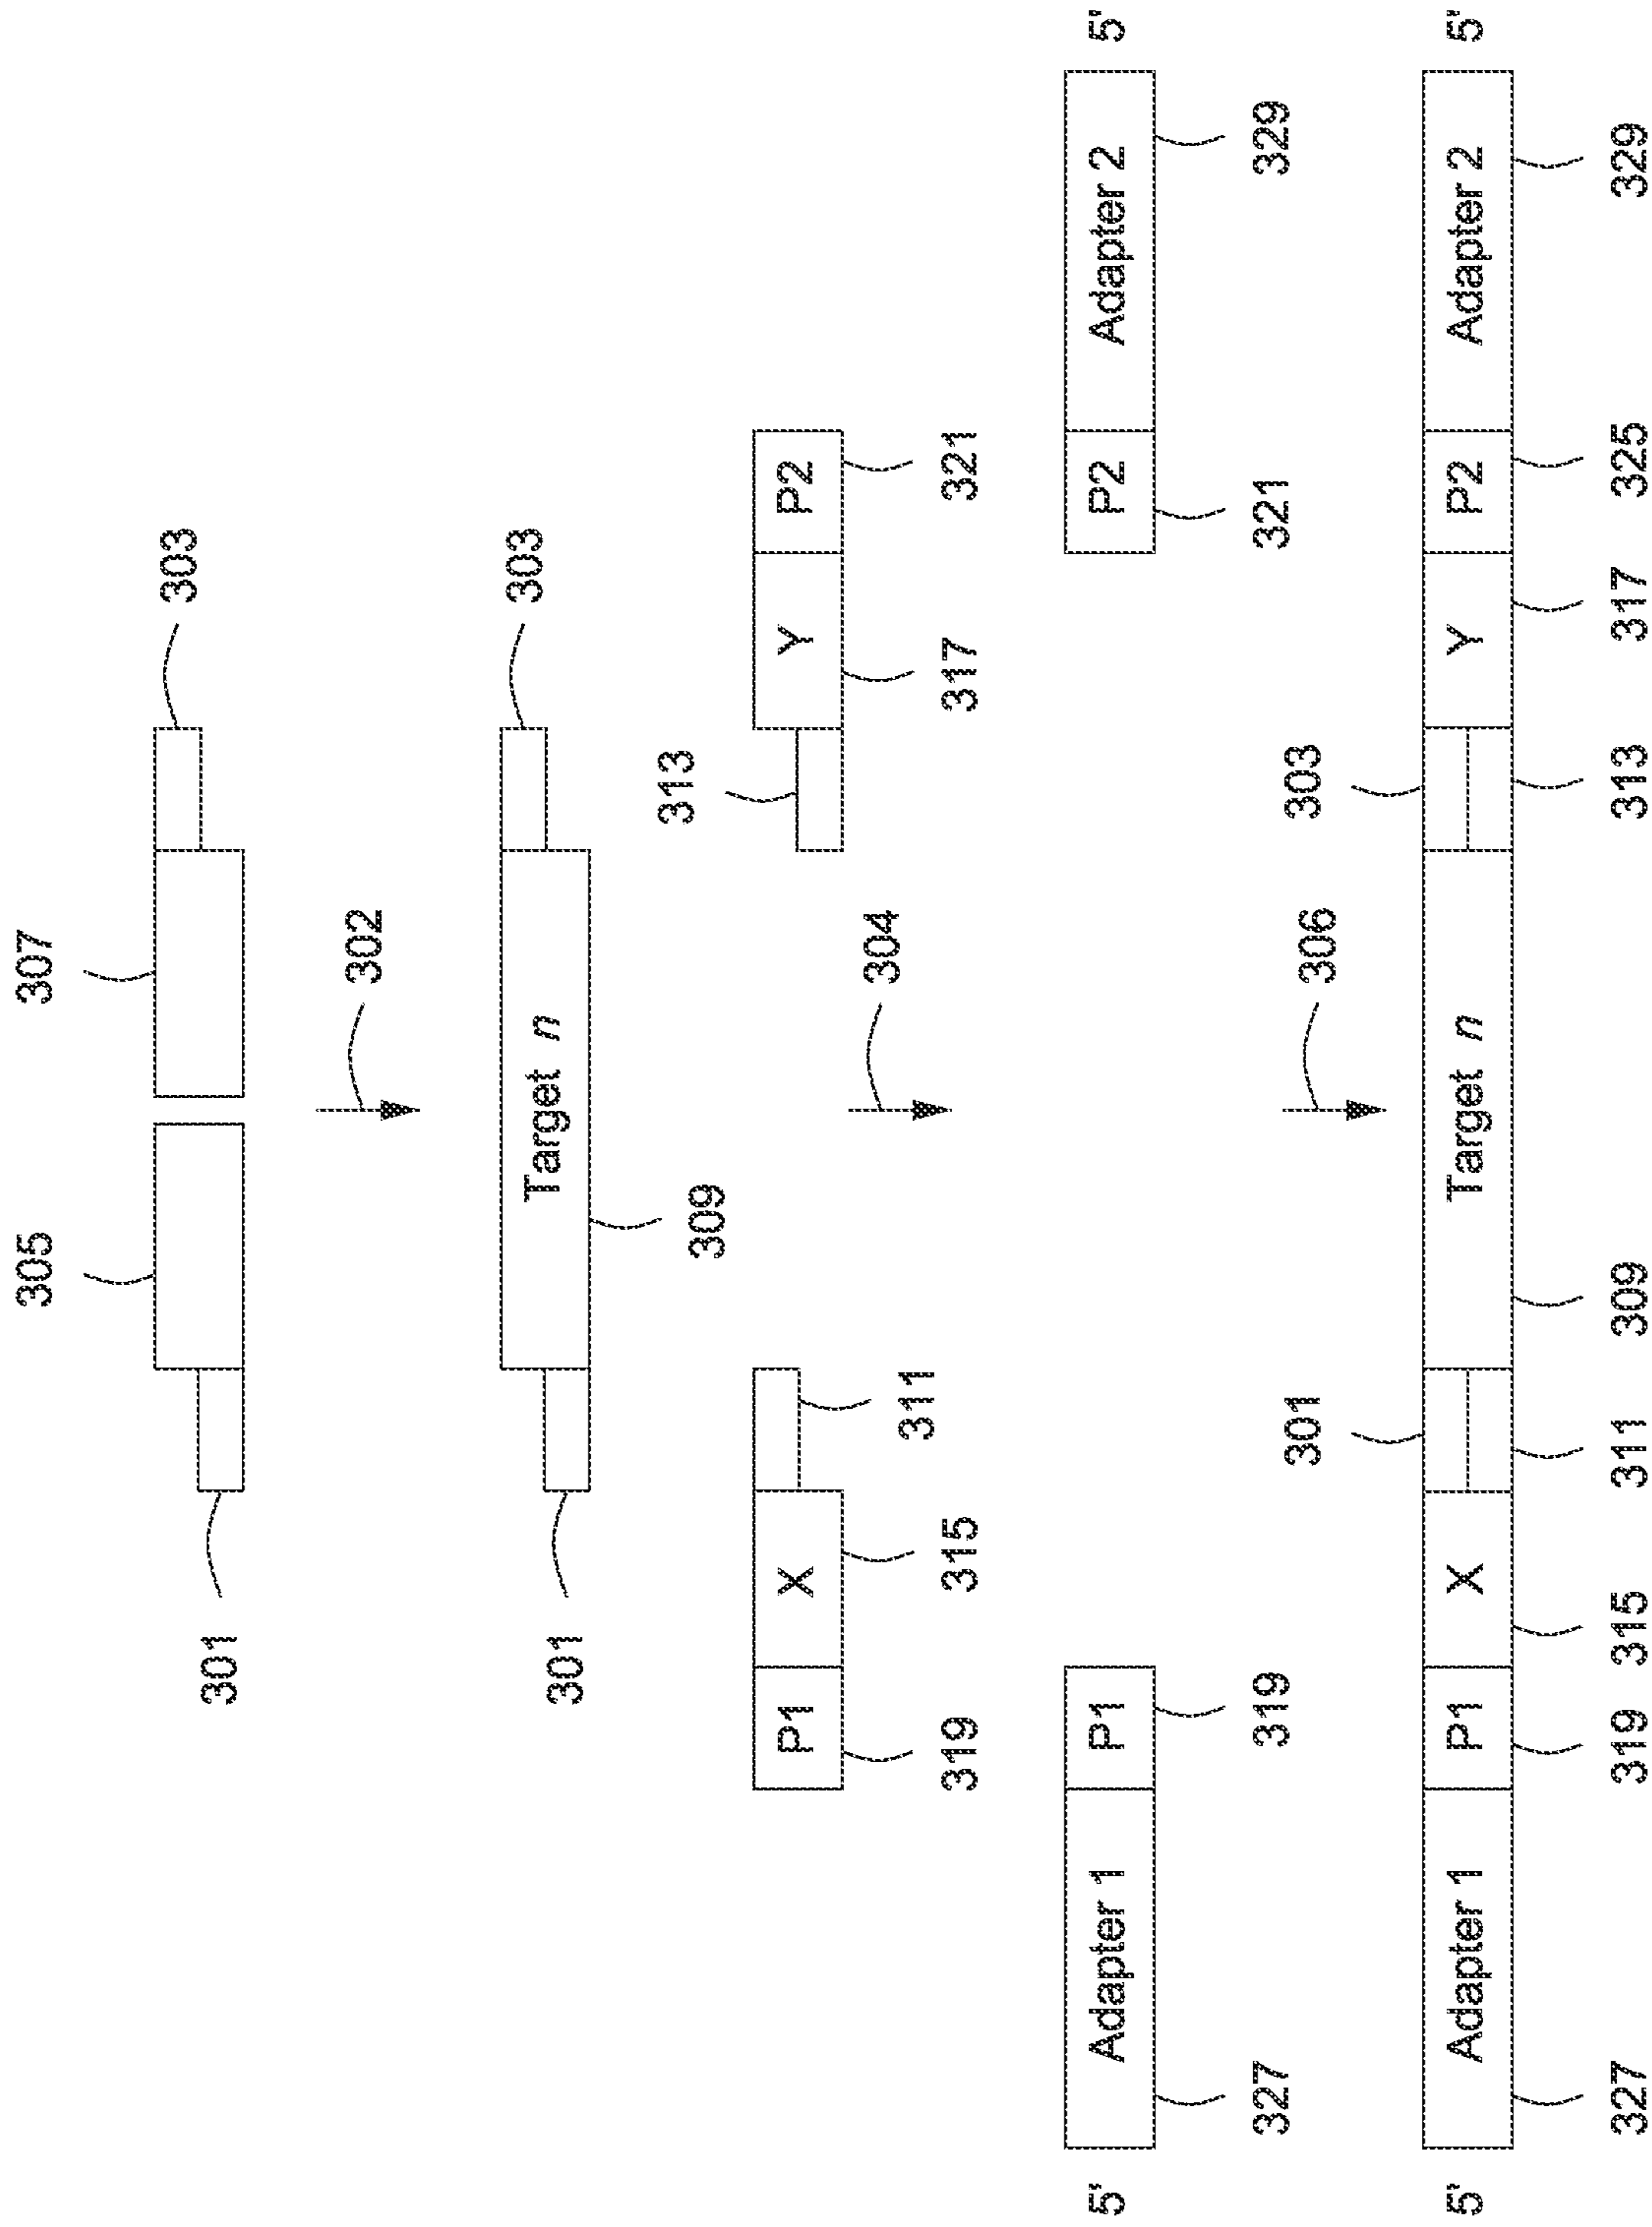 305 307
301 303
302
301 Target n 303
309
313
P1 X Y P2
319 315 311 304 317 321
5' Adapter 1 P1 P2 Adapter 2 5'
327 319 321 329
301 306 303
5' Adapter 1 P1 X Target n Y P2 Adapter 2 5'
327 319 315 311 309 313 317 325 329